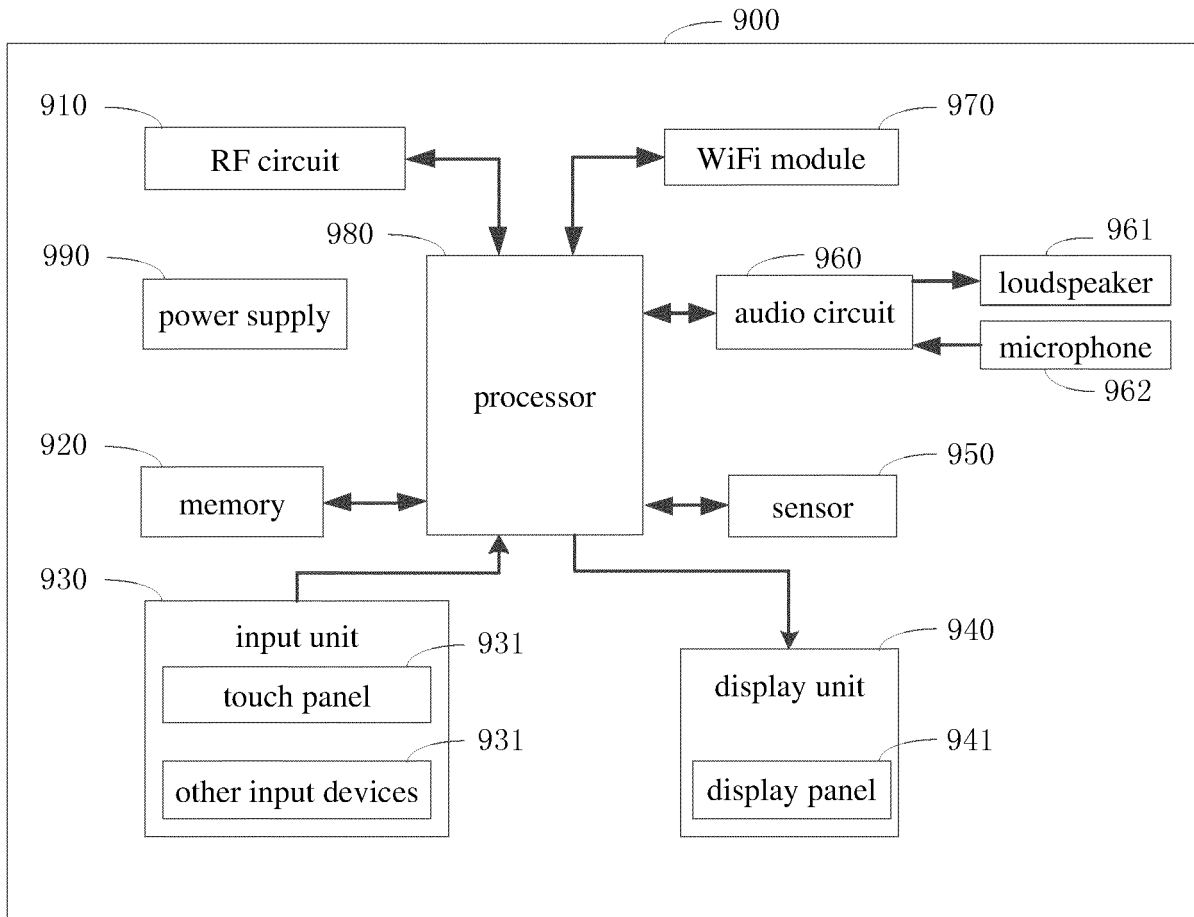 900
910
970
RF circuit
WiFi module
980
990
960
961
power supply
audio circuit
loudspeaker
microphone
962
processor
920
950
memory
sensor
930
input unit
931
touch panel
931
other input devices
940
display unit
941
display panel